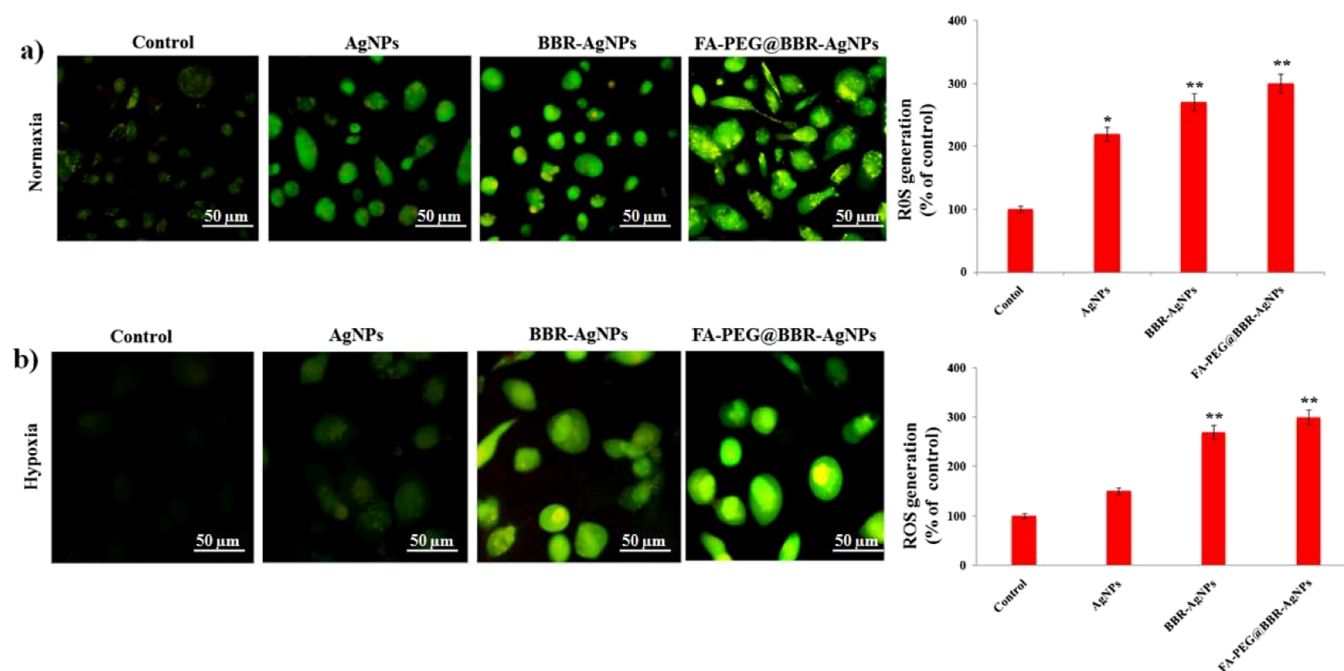 a)
Normaxia
Control
AgNPs
BBR-AgNPs
FA-PEG@BBR-AgNPs
50 µm
50 µm
50 µm
50 µm
R0S generation
(% of control)
400
300
200
100
0
*
**
**
Contol
AgNPs
BBR-AgNPs
FA-PEG@BBR-AgNPs
b)
Hypoxia
Control
AgNPs
BBR-AgNPs
FA-PEG@BBR-AgNPs
50 µm
50 µm
50 µm
50 µm
ROS generation
(% of control)
400
300
200
100
0
**
**
Control
AgNPs
BBR-AgNPs
FA-PEG@BBR-AgNPs